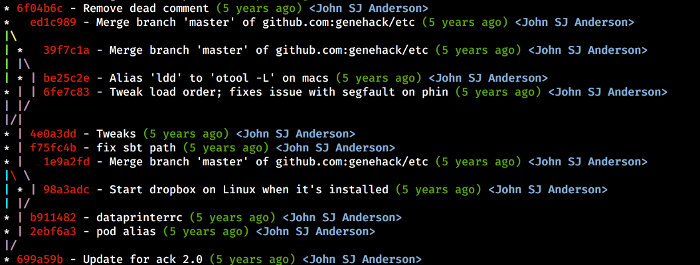 * 6f04b6c - Remove dead comment (5 years ago) <John SJ Anderson>
*   ed1c989 - Merge branch 'master' of github.com:genehack/etc (5 years ago) <John SJ Anderson>
|\
| *   39f7c1a - Merge branch 'master' of github.com:genehack/etc (5 years ago) <John SJ Anderson>
| |\
| * | be25c2e - Alias 'ldd' to 'otool -L' on macs (5 years ago) <John SJ Anderson>
* | | 6fe7c83 - Tweak load order; fixes issue with segfault on phin (5 years ago) <John SJ Anderson>
| |/
|/|
* | 4e0a3dd - Tweaks (5 years ago) <John SJ Anderson>
* | f75fc4b - fix sbt path (5 years ago) <John SJ Anderson>
* |   1e9a2fd - Merge branch 'master' of github.com:genehack/etc (5 years ago) <John SJ Anderson>
|\ \
| * | 98a3adc - Start dropbox on Linux when it's installed (5 years ago) <John SJ Anderson>
| |/
* | b911482 - dataprinterrc (5 years ago) <John SJ Anderson>
* | 2ebf6a3 - pod alias (5 years ago) <John SJ Anderson>
|/
* 699a59b - Update for ack 2.0 (5 years ago) <John SJ Anderson>